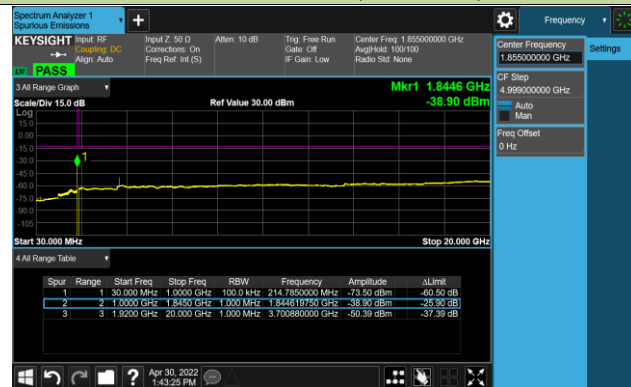 Spectrum Analyzer 1
Spurious Emissions
+
Frequency
KEYSIGHT
Input: RF
Coupling: DC
Align: Auto
Input Z: 50 Ω
Corrections: On
Freq Ref: Int (S)
Atten: 10 dB
Trig: Free Run
Gate: Off
IF Gain: Low
Center Freq: 1.855000000 GHz
Avg|Hold: 100/100
Radio Std: None
PASS
Center Frequency
1.855000000 GHz
Settings
CF Step
4.999000000 GHz
Auto
Man
Freq Offset
0 Hz
3 All Range Graph
Mkr1 1.8446 GHz
Scale/Div 15.0 dB
Ref Value 30.00 dBm
-38.90 dBm
Log
15.0
0.00
-15.0
-30.0
-45.0
-60.0
-75.0
-90.0
-105
1
Start 30.000 MHz
Stop 20.000 GHz
4 All Range Table
Spur Range Start Freq Stop Freq RBW Frequency Amplitude ΔLimit
1 1 30.000 MHz 1.0000 GHz 100.0 kHz 214.7850000 MHz -73.50 dBm -60.50 dB
2 2 1.0000 GHz 1.8450 GHz 1.000 MHz 1.844619750 GHz -38.90 dBm -25.90 dB
3 3 1.9200 GHz 20.000 GHz 1.000 MHz 3.700880000 GHz -50.39 dBm -37.39 dB
?
Apr 30, 2022
1:43:25 PM